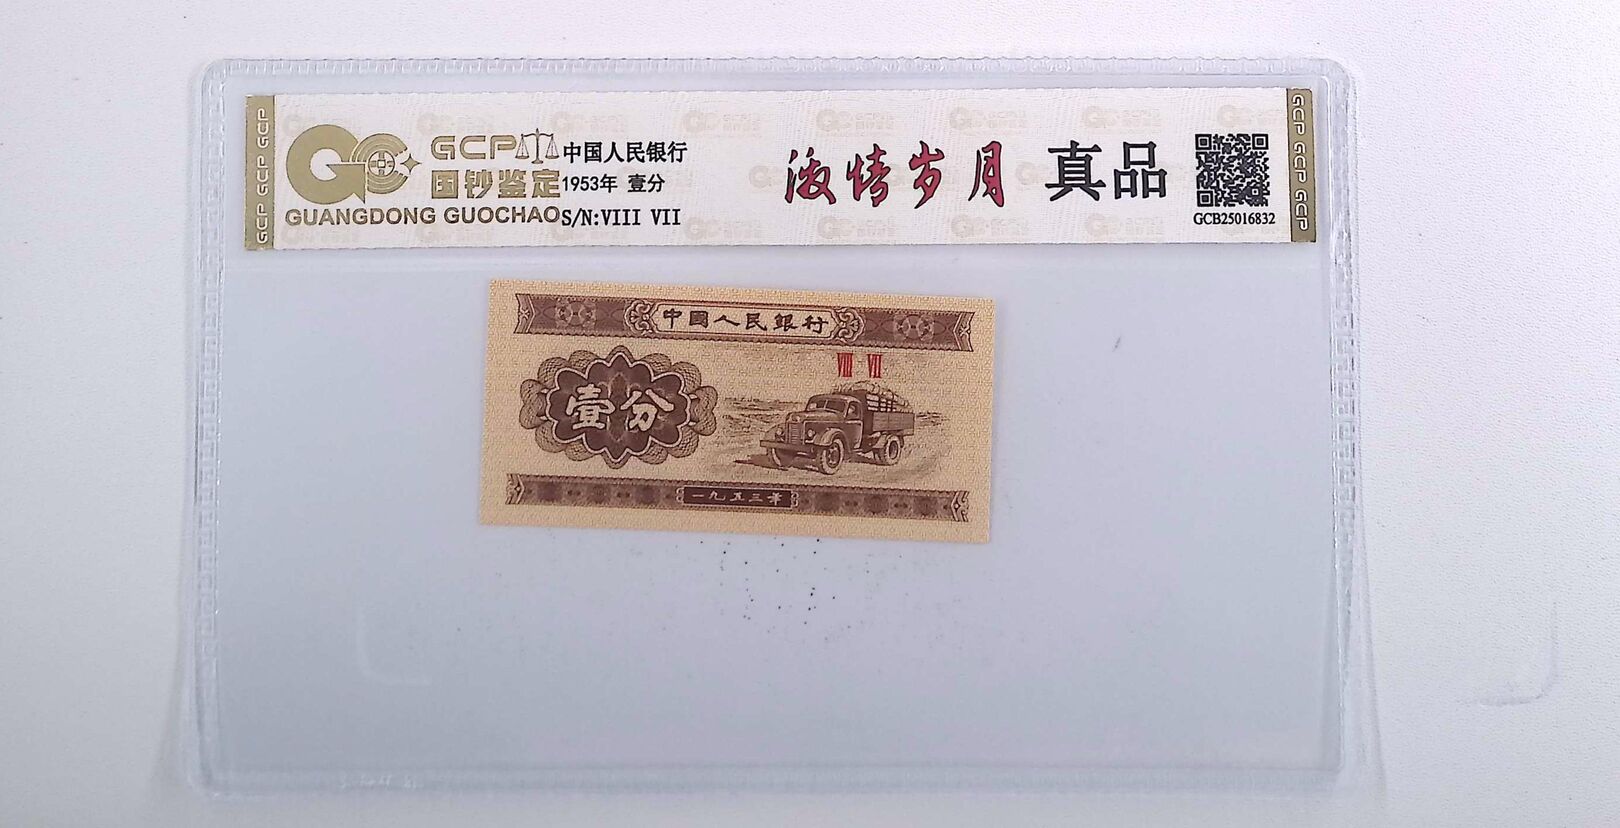 GCP GCP GCP
GCP
国钞鉴定
GUANGDONG GUOCHAO
中国人民银行
1953年 壹分
S/N:VIII VII
激情岁月
真品
GCB25016832
GCP GCP GCP
中國人民銀行
VIII VII
壹分
一九五三年